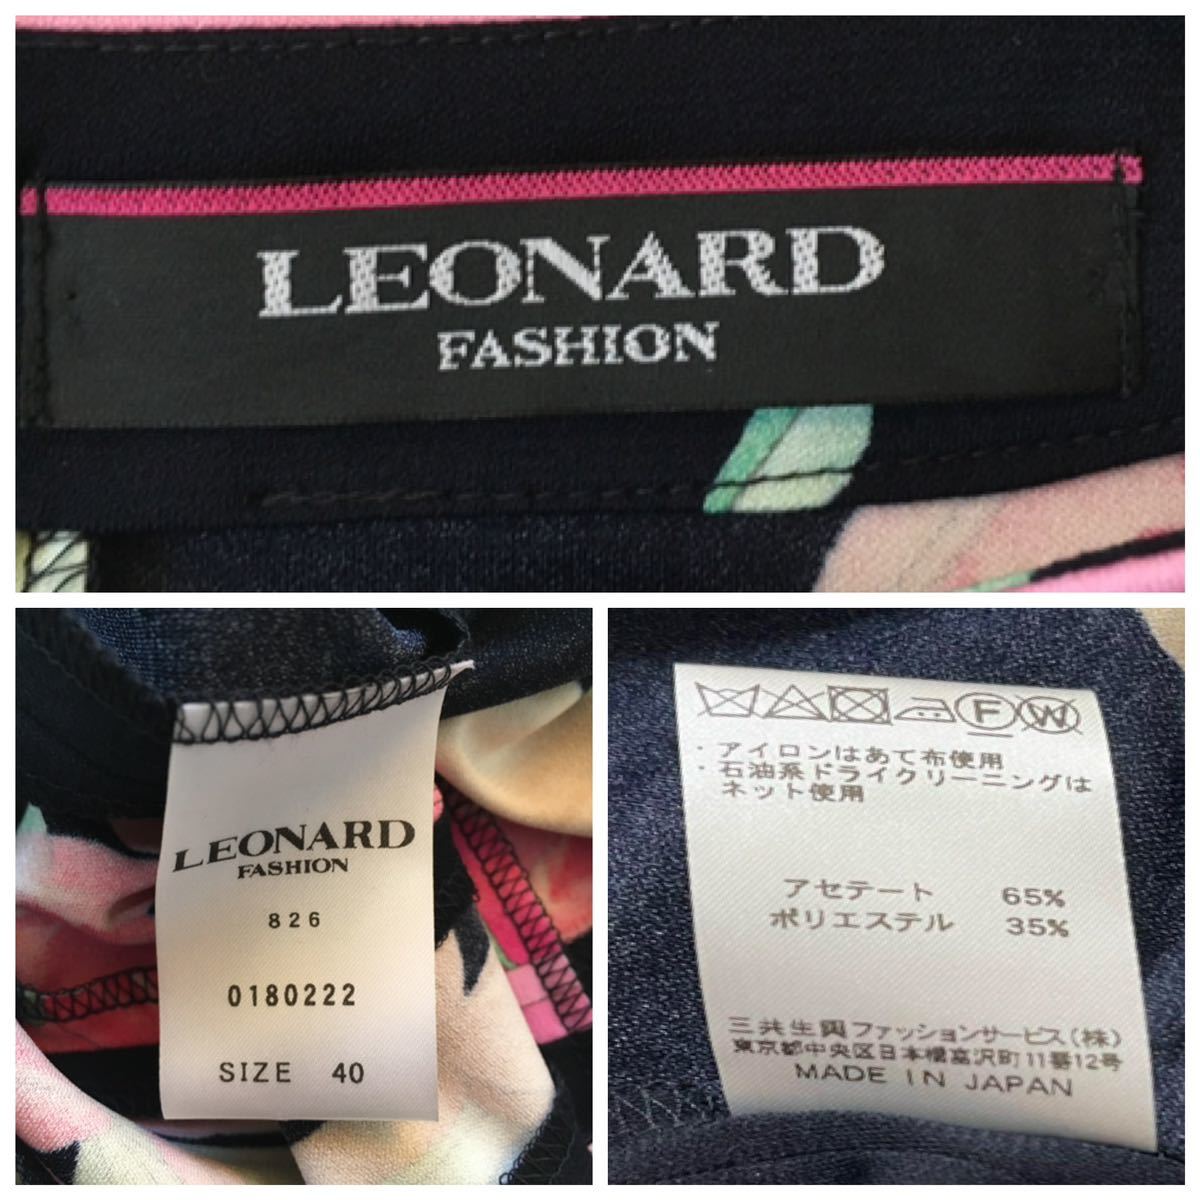 LEONARD
FASHION
LEONARD
FASHION
826
0180222
SIZE 40
F W
・アイロンはあて布使用
・石油系ドライクリーニングは
ネット使用
アセテート 65%
ポリエステル 35%
三共生興ファッションサービス(株)
東京都中央区日本橋富沢町11番12号
MADE IN JAPAN